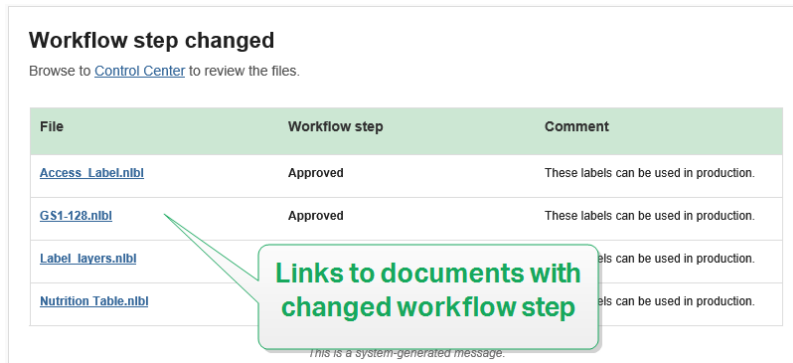 Workflow step changed
Browse to Control Center to review the files.
File Workflow step Comment
Access_Label.nlbl Approved These labels can be used in production.
GS1-128.nlbl Approved These labels can be used in production.
Label_layers.nlbl els can be used in production.
Nutrition Table.nlbl els can be used in production.
Links to documents with
changed workflow step
This is a system-generated message.